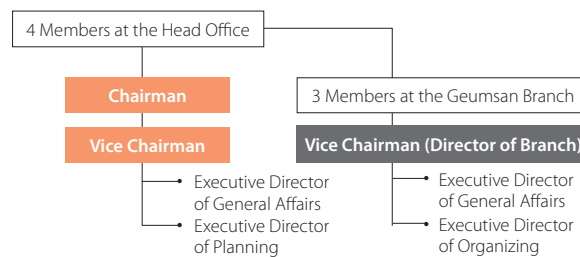 4 Members at the Head Office
Chairman
Vice Chairman
Executive Director
of General Affairs
Executive Director
of Planning
3 Members at the Geumsan Branch
Vice Chairman (Director of Branch)
Executive Director
of General Affairs
Executive Director
of Organizing